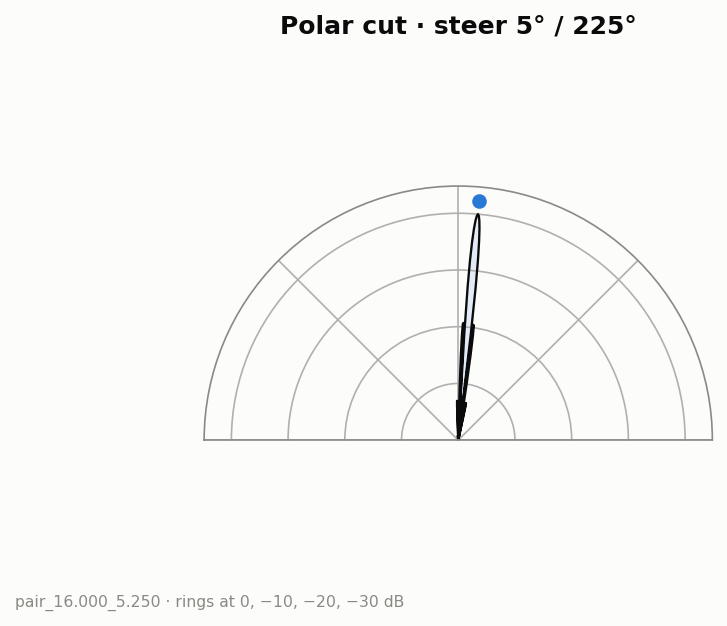 Polar cut · steer 5° / 225°
pair_16.000_5.250 · rings at 0, −10, −20, −30 dB